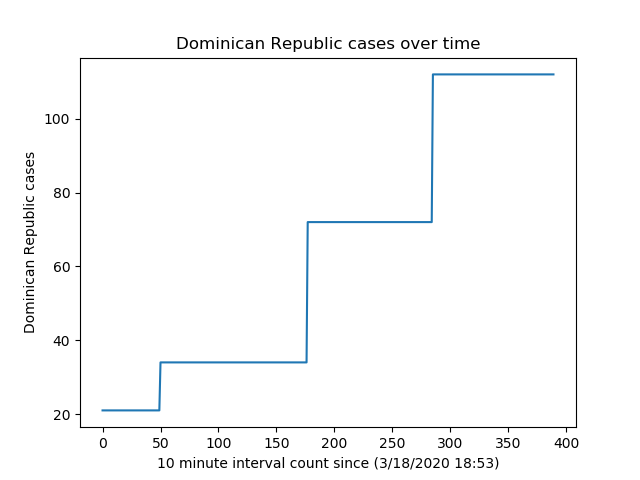 Dominican Republic cases over time
Dominican Republic cases
100
80
60
40
20
0 50 100 150 200 250 300 350 400
10 minute interval count since (3/18/2020 18:53)